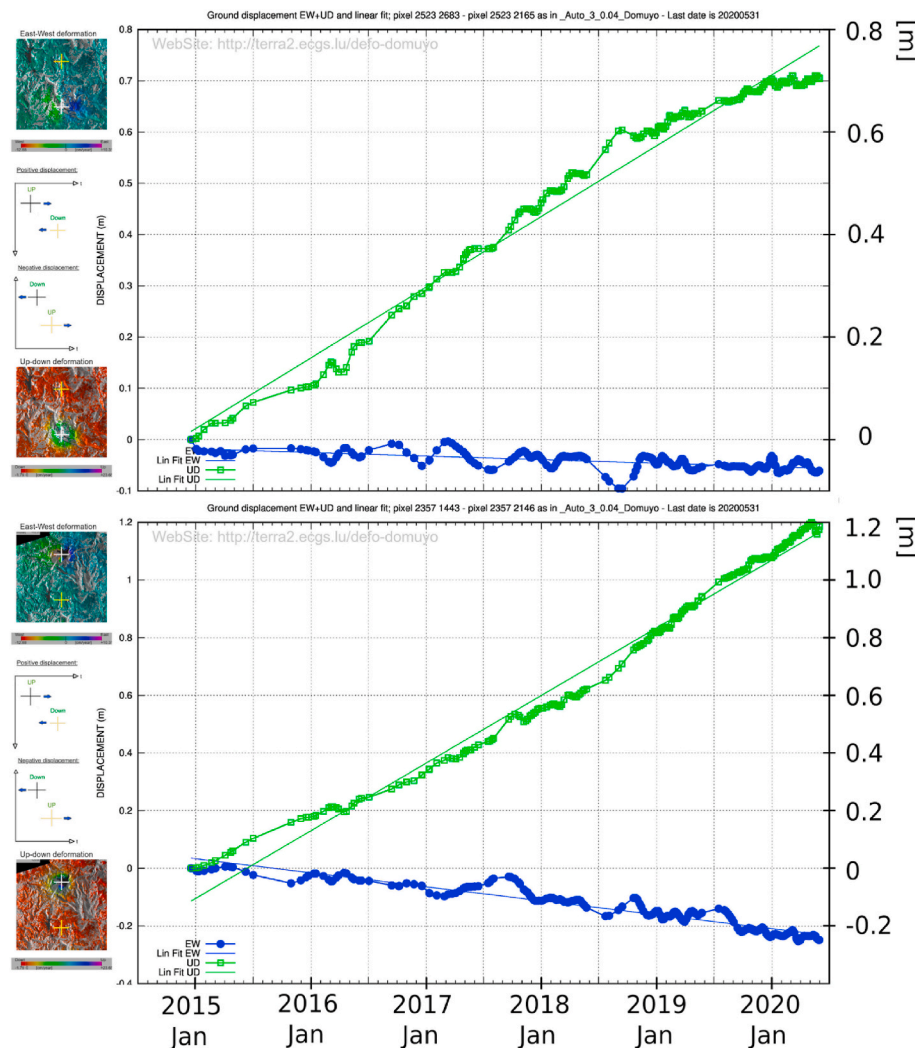 Ground displacement EW+UD and linear fit; pixel 2523 2683 - pixel 2523 2165 as in _Auto_3_0.04_Domuyo - Last date is 20200531
WebSite: http://terra2.ecgs.lu/defo-domuyo
East-West deformation
Positive displacement:
t
UP
Down
Negative displacement:
Down
UP
t
Up-down deformation
DISPLACEMENT (m)
0.8
0.7
0.6
0.5
0.4
0.3
0.2
0.1
0
-0.1
0.8
0.6
0.4
0.2
0
[m]
EW
Lin Fit EW
UD
Lin Fit UD
Ground displacement EW+UD and linear fit; pixel 2357 1443 - pixel 2357 2146 as in _Auto_3_0.04_Domuyo - Last date is 20200531
WebSite: http://terra2.ecgs.lu/defo-domuyo
East-West deformation
Positive displacement:
t
UP
Down
Negative displacement:
Down
UP
t
Up-down deformation
DISPLACEMENT (m)
1.2
1
0.8
0.6
0.4
0.2
0
-0.2
-0.4
1.2
1.0
0.8
0.6
0.4
0.2
0
-0.2
[m]
EW
Lin Fit EW
UD
Lin Fit UD
2015 2016 2017 2018 2019 2020
Jan Jan Jan Jan Jan Jan